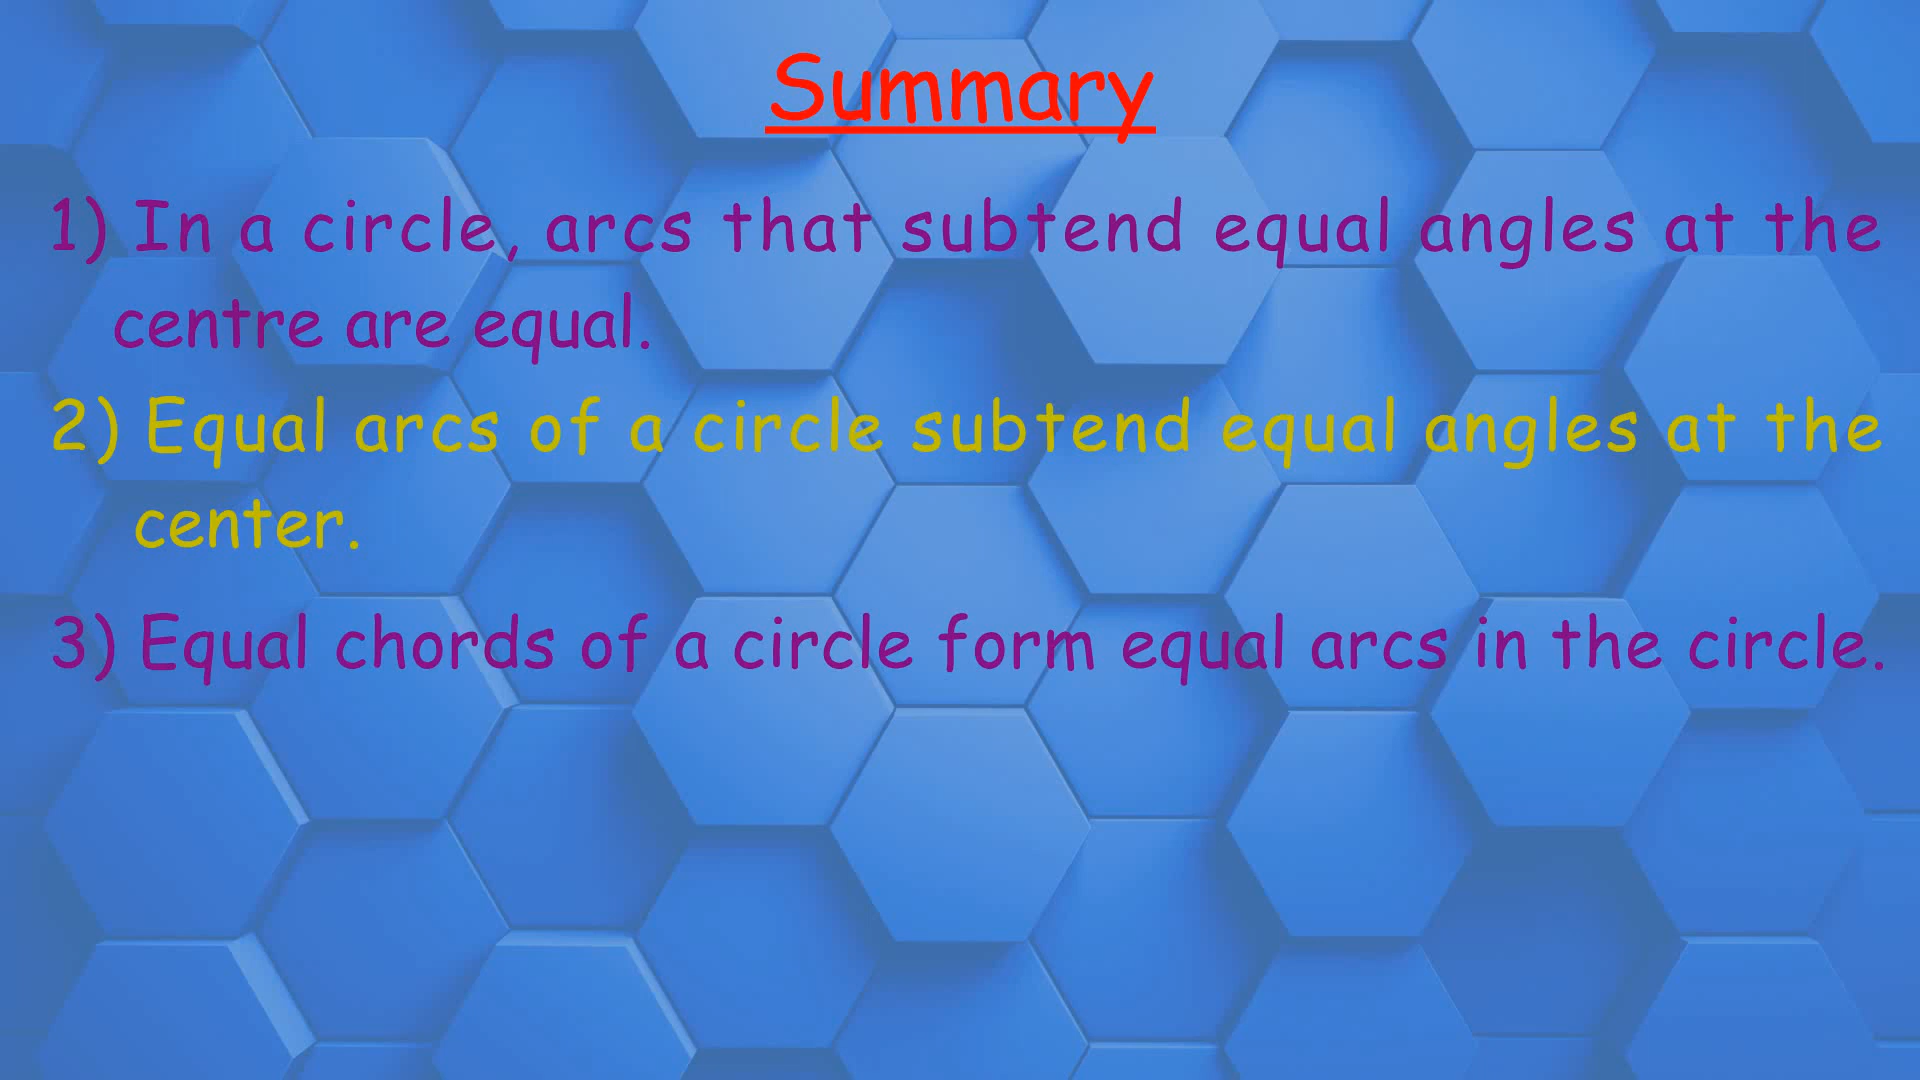 Summary
1) In a circle, arcs that subtend equal angles at the
centre are equal.
2) Equal arcs of a circle subtend equal angles at the
center.
3) Equal chords of a circle form equal arcs in the circle.